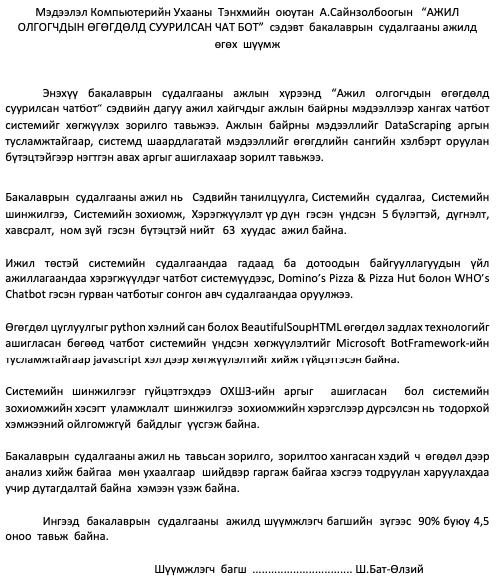 Мэдээлэл Компьютерийн Ухааны Тэнхмийн оюутан А.Сайнзолбоогын “АЖИЛ
ОЛГОГЧДЫН ӨГӨГДӨЛД СУУРИЛСАН ЧАТ БОТ” сэдэвт бакалаврын судалгааны ажилд
өгөх шүүмж
Энэхүү бакалаврын судалгааны ажлын хүрээнд “Ажил олгогчдын өгөгдөлд
суурилсан чатбот“ сэдвийн дагуу ажил хайгчдыг ажлын байрны мэдээллээр хангах чатбот
системийг хөгжүүлэх зорилго тавьжээ. Ажлын байрны мэдээллийг DataScraping аргын
тусламжтайгаар, системд шаардлагатай мэдээллийг өгөгдлийн сангийн хэлбэрт оруулан
бүтэцтэйгээр нэгтгэн авах аргыг ашиглахаар зорилт тавьжээ.
Бакалаврын судалгааны ажил нь Сэдвийн танилцуулга, Системийн судалгаа, Системийн
шинжилгээ, Системийн зохиомж, Хэрэгжүүлэлт үр дүн гэсэн үндсэн 5 бүлэгтэй, дүгнэлт,
хавсралт, ном зүй гэсэн бүтэцтэй нийт 63 хуудас ажил байна.
Ижил төстэй системийн судалгаандаа гадаад ба дотоодын байгууллагуудын үйл
ажиллагаандаа хэрэгжүүлдэг чатбот системүүдээс, Domino’s Pizza & Pizza Hut болон WHO’s
Chatbot гэсэн гурван чатботыг сонгон авч судалгаандаа оруулжээ.
Өгөгдөл цуглуулгыг python хэлний сан болох BeautifulSoupHTML өгөгдөл задлах технологийг
ашигласан бөгөөд чатбот системийн үндсэн хөгжүүлэлтийг Microsoft BotFramework-ийн
тусламжтайгаар javascript хэл дээр хөгжүүлэлтийг хийж гүйцэтгэсэн байна.
Системийн шинжилгээг гүйцэтгэхдээ ОХШЗ-ийн аргыг ашигласан бол системийн
зохиомжийн хэсэгт уламжлалт шинжилгээ зохиомжийн хэрэгслээр дүрсэлсэн нь тодорхой
хэмжээний ойлгомжгүй байдлыг үүсгэж байна.
Бакалаврын судалгааны ажил нь тавьсан зорилго, зорилтоо хангасан хэдий ч өгөдөл дээр
анализ хийж байгаа мөн ухаалгаар шийдвэр гаргаж байгаа хэсгээ тодруулан харуулахдаа
учир дутагдалтай байна хэмээн үзэж байна.
Ингээд бакалаврын судалгааны ажилд шүүмжлэгч багшийн зүгээс 90% буюу 4,5
оноо тавьж байна.
Шүүмжлэгч багш ................................ Ш.Бат-Өлзий